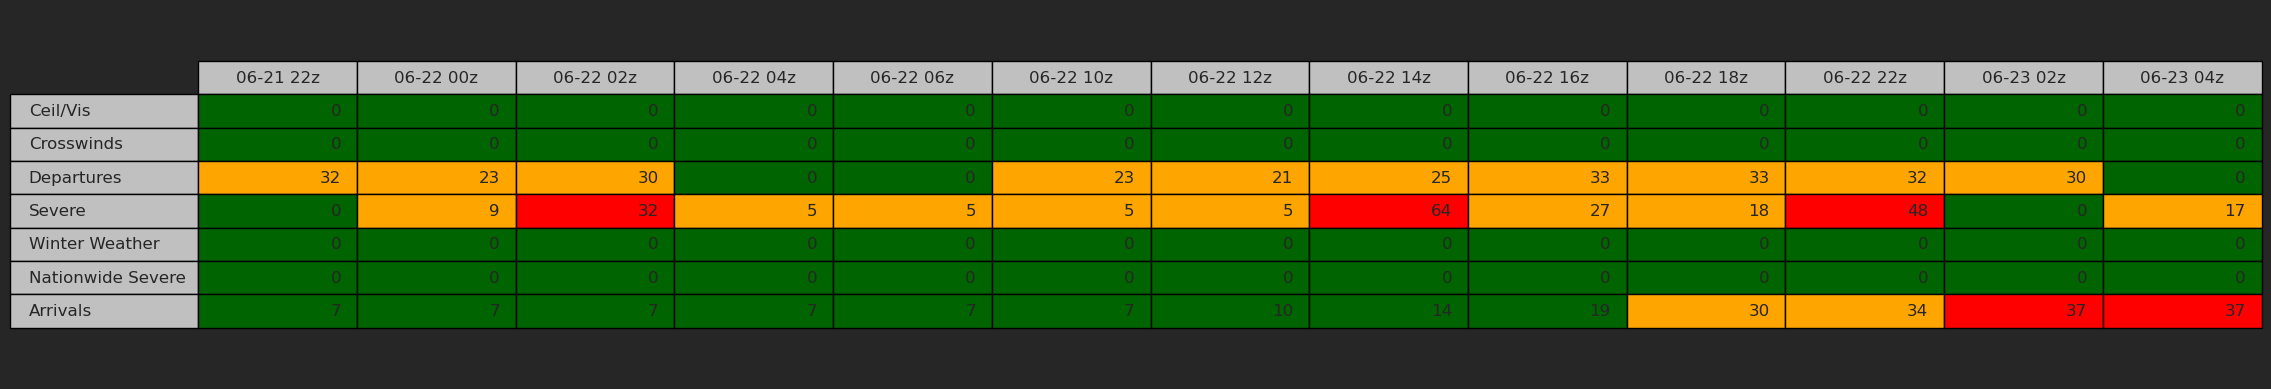 06-21 22z 06-22 00z 06-22 02z 06-22 04z 06-22 06z 06-22 10z 06-22 12z 06-22 14z 06-22 16z 06-22 18z 06-22 22z 06-23 02z 06-23 04z
Ceil/Vis 0 0 0 0 0 0 0 0 0 0 0 0 0
Crosswinds 0 0 0 0 0 0 0 0 0 0 0 0 0
Departures 32 23 30 0 0 23 21 25 33 33 32 30 0
Severe 0 9 32 5 5 5 5 64 27 18 48 0 17
Winter Weather 0 0 0 0 0 0 0 0 0 0 0 0 0
Nationwide Severe 0 0 0 0 0 0 0 0 0 0 0 0 0
Arrivals 7 7 7 7 7 7 10 14 19 30 34 37 37